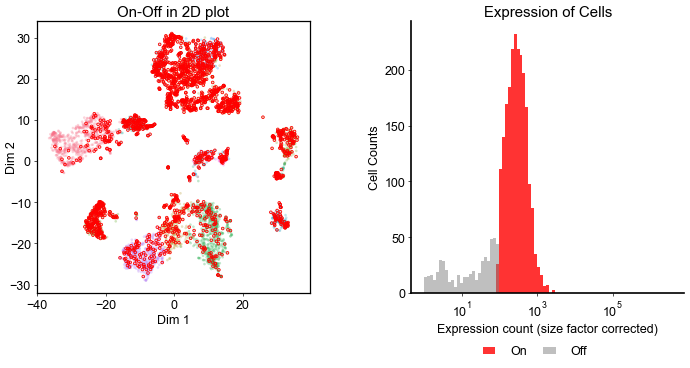 On-Off in 2D plot
Expression of Cells
Dim 2
30
20
10
0
−10
−20
−30
−40
−20
0
20
Dim 1
Cell Counts
200
150
100
50
0
10^1
10^3
10^5
Expression count (size factor corrected)
On
Off